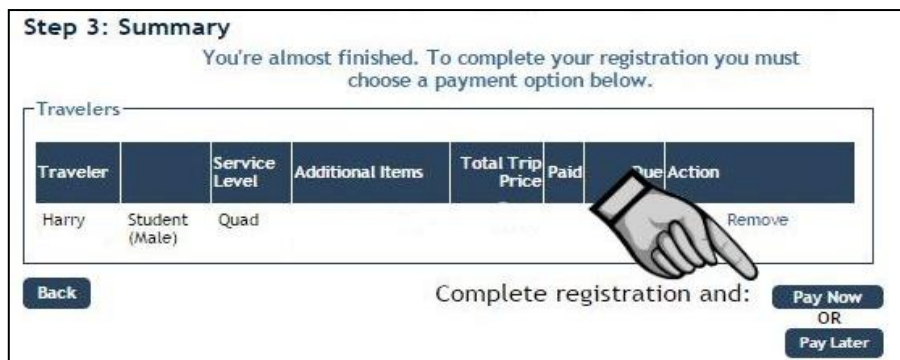 Step 3: Summary
You're almost finished. To complete your registration you must
choose a payment option below.
Travelers
Traveler Service Level Additional Items Total Trip Price Paid Due Action
Harry Student (Male) Quad Remove
Back Complete registration and: Pay Now
OR
Pay Later